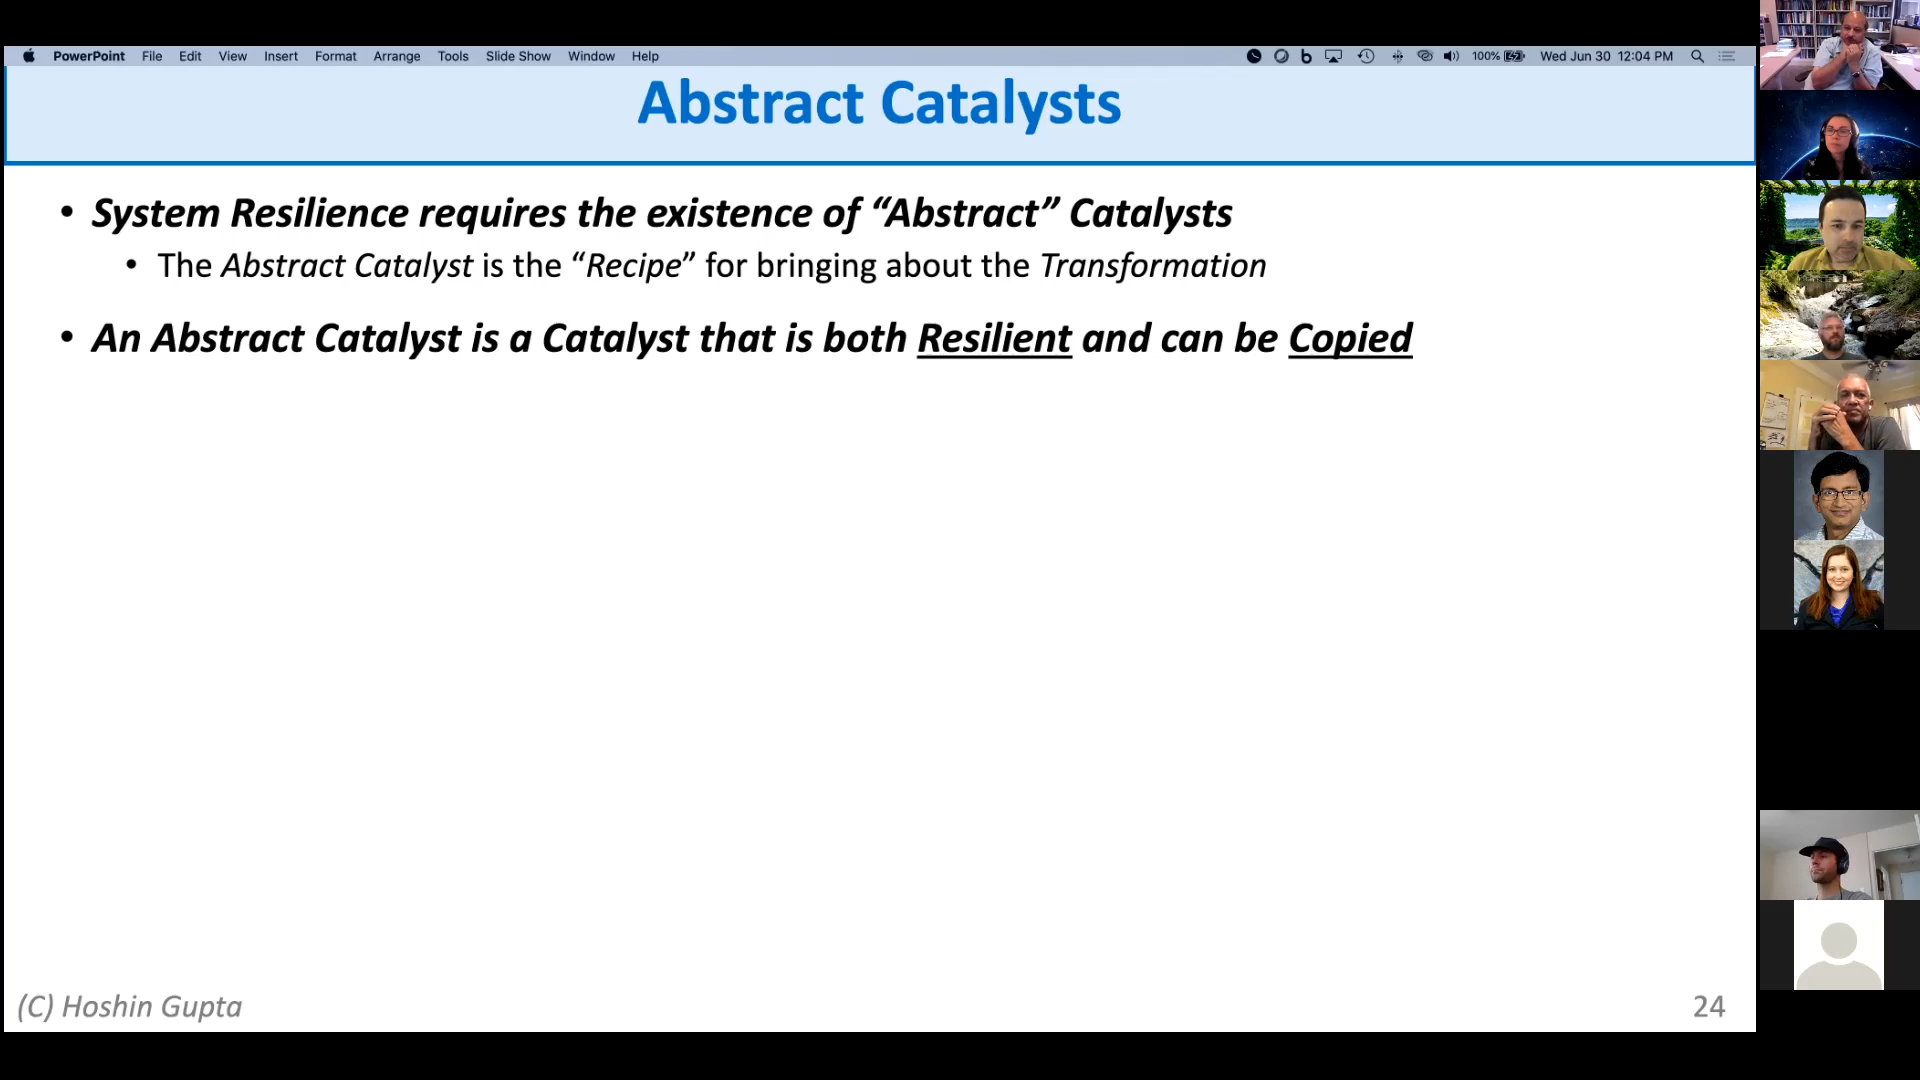 PowerPoint File Edit View Insert Format Arrange Tools Slide Show Window Help 100% Wed Jun 30 12:04 PM
Abstract Catalysts
• System Resilience requires the existence of “Abstract” Catalysts
• The Abstract Catalyst is the “Recipe” for bringing about the Transformation
• An Abstract Catalyst is a Catalyst that is both Resilient and can be Copied
(C) Hoshin Gupta 24